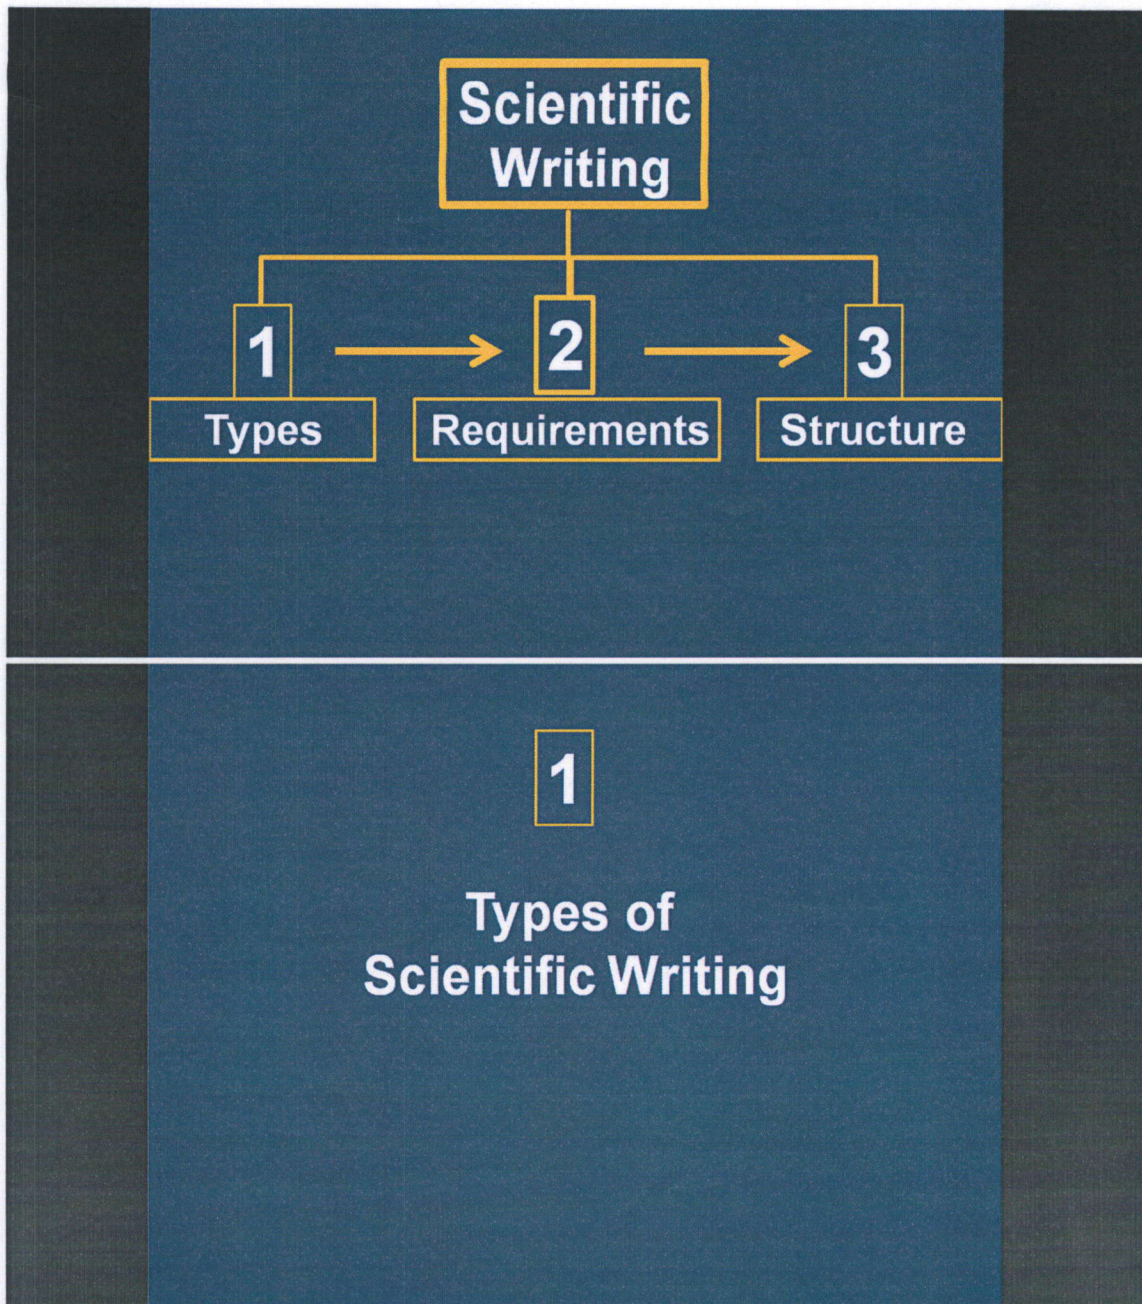 Scientific
Writing
1
2
3
Types
Requirements
Structure
1
Types of
Scientific Writing